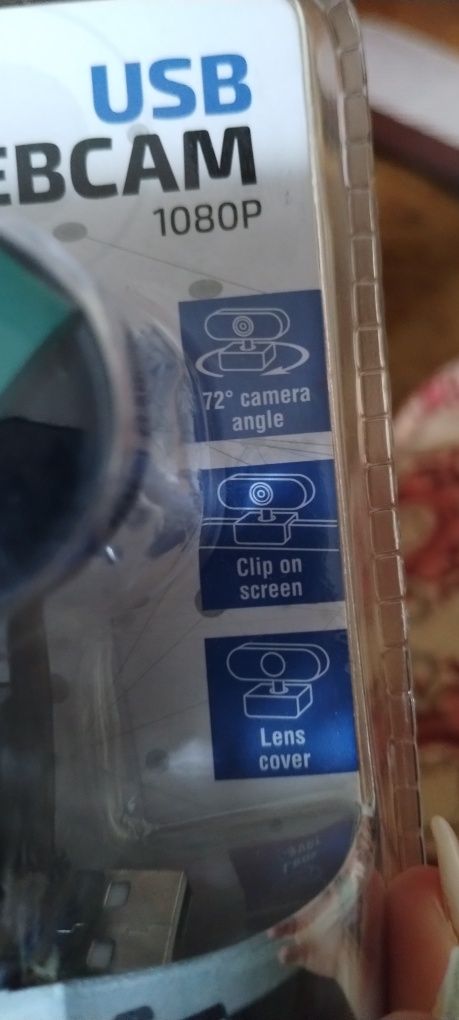 USB
EBCAM
1080P
72° camera
angle
Clip on
screen
Lens
cover